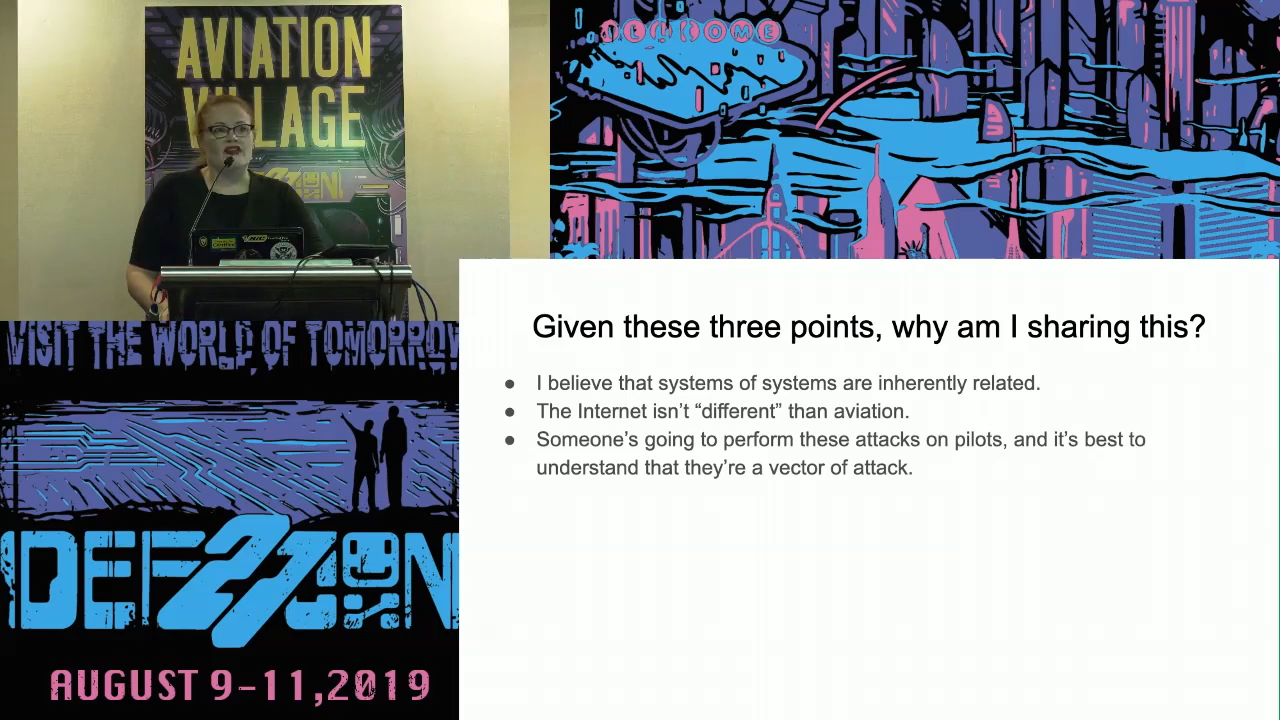 AVIATION
VILLAGE
WELCOME
Given these three points, why am I sharing this?
● I believe that systems of systems are inherently related.
● The Internet isn’t “different” than aviation.
● Someone’s going to perform these attacks on pilots, and it’s best to
understand that they’re a vector of attack.
VISIT THE WORLD OF TOMORROW
DEF27CON
AUGUST 9-11,2019